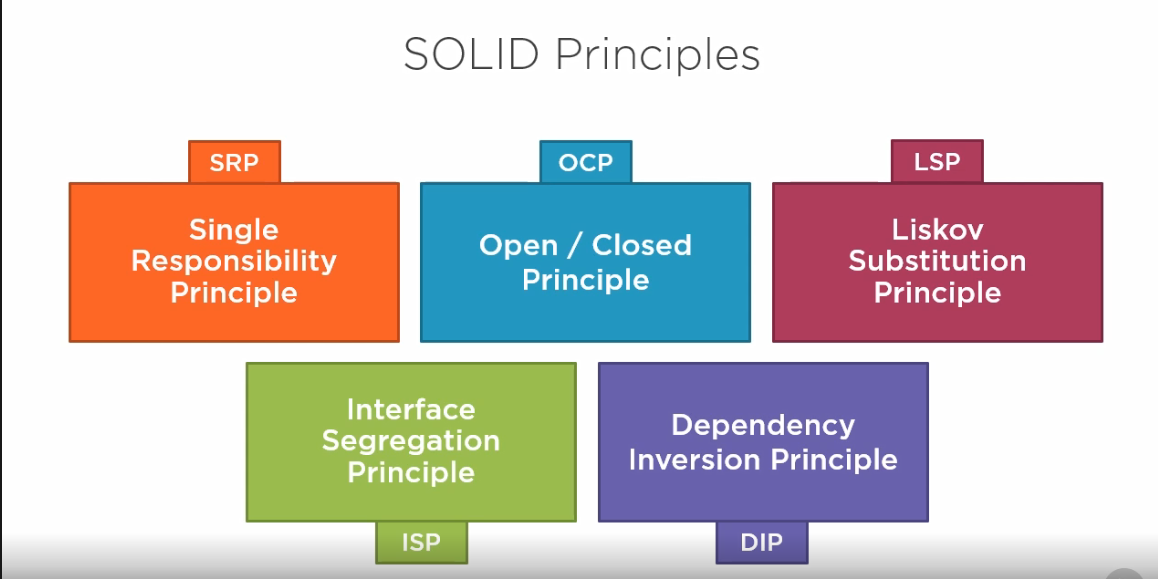 SOLID Principles
SRP
Single
Responsibility
Principle
OCP
Open / Closed
Principle
LSP
Liskov
Substitution
Principle
Interface
Segregation
Principle
ISP
Dependency
Inversion Principle
DIP